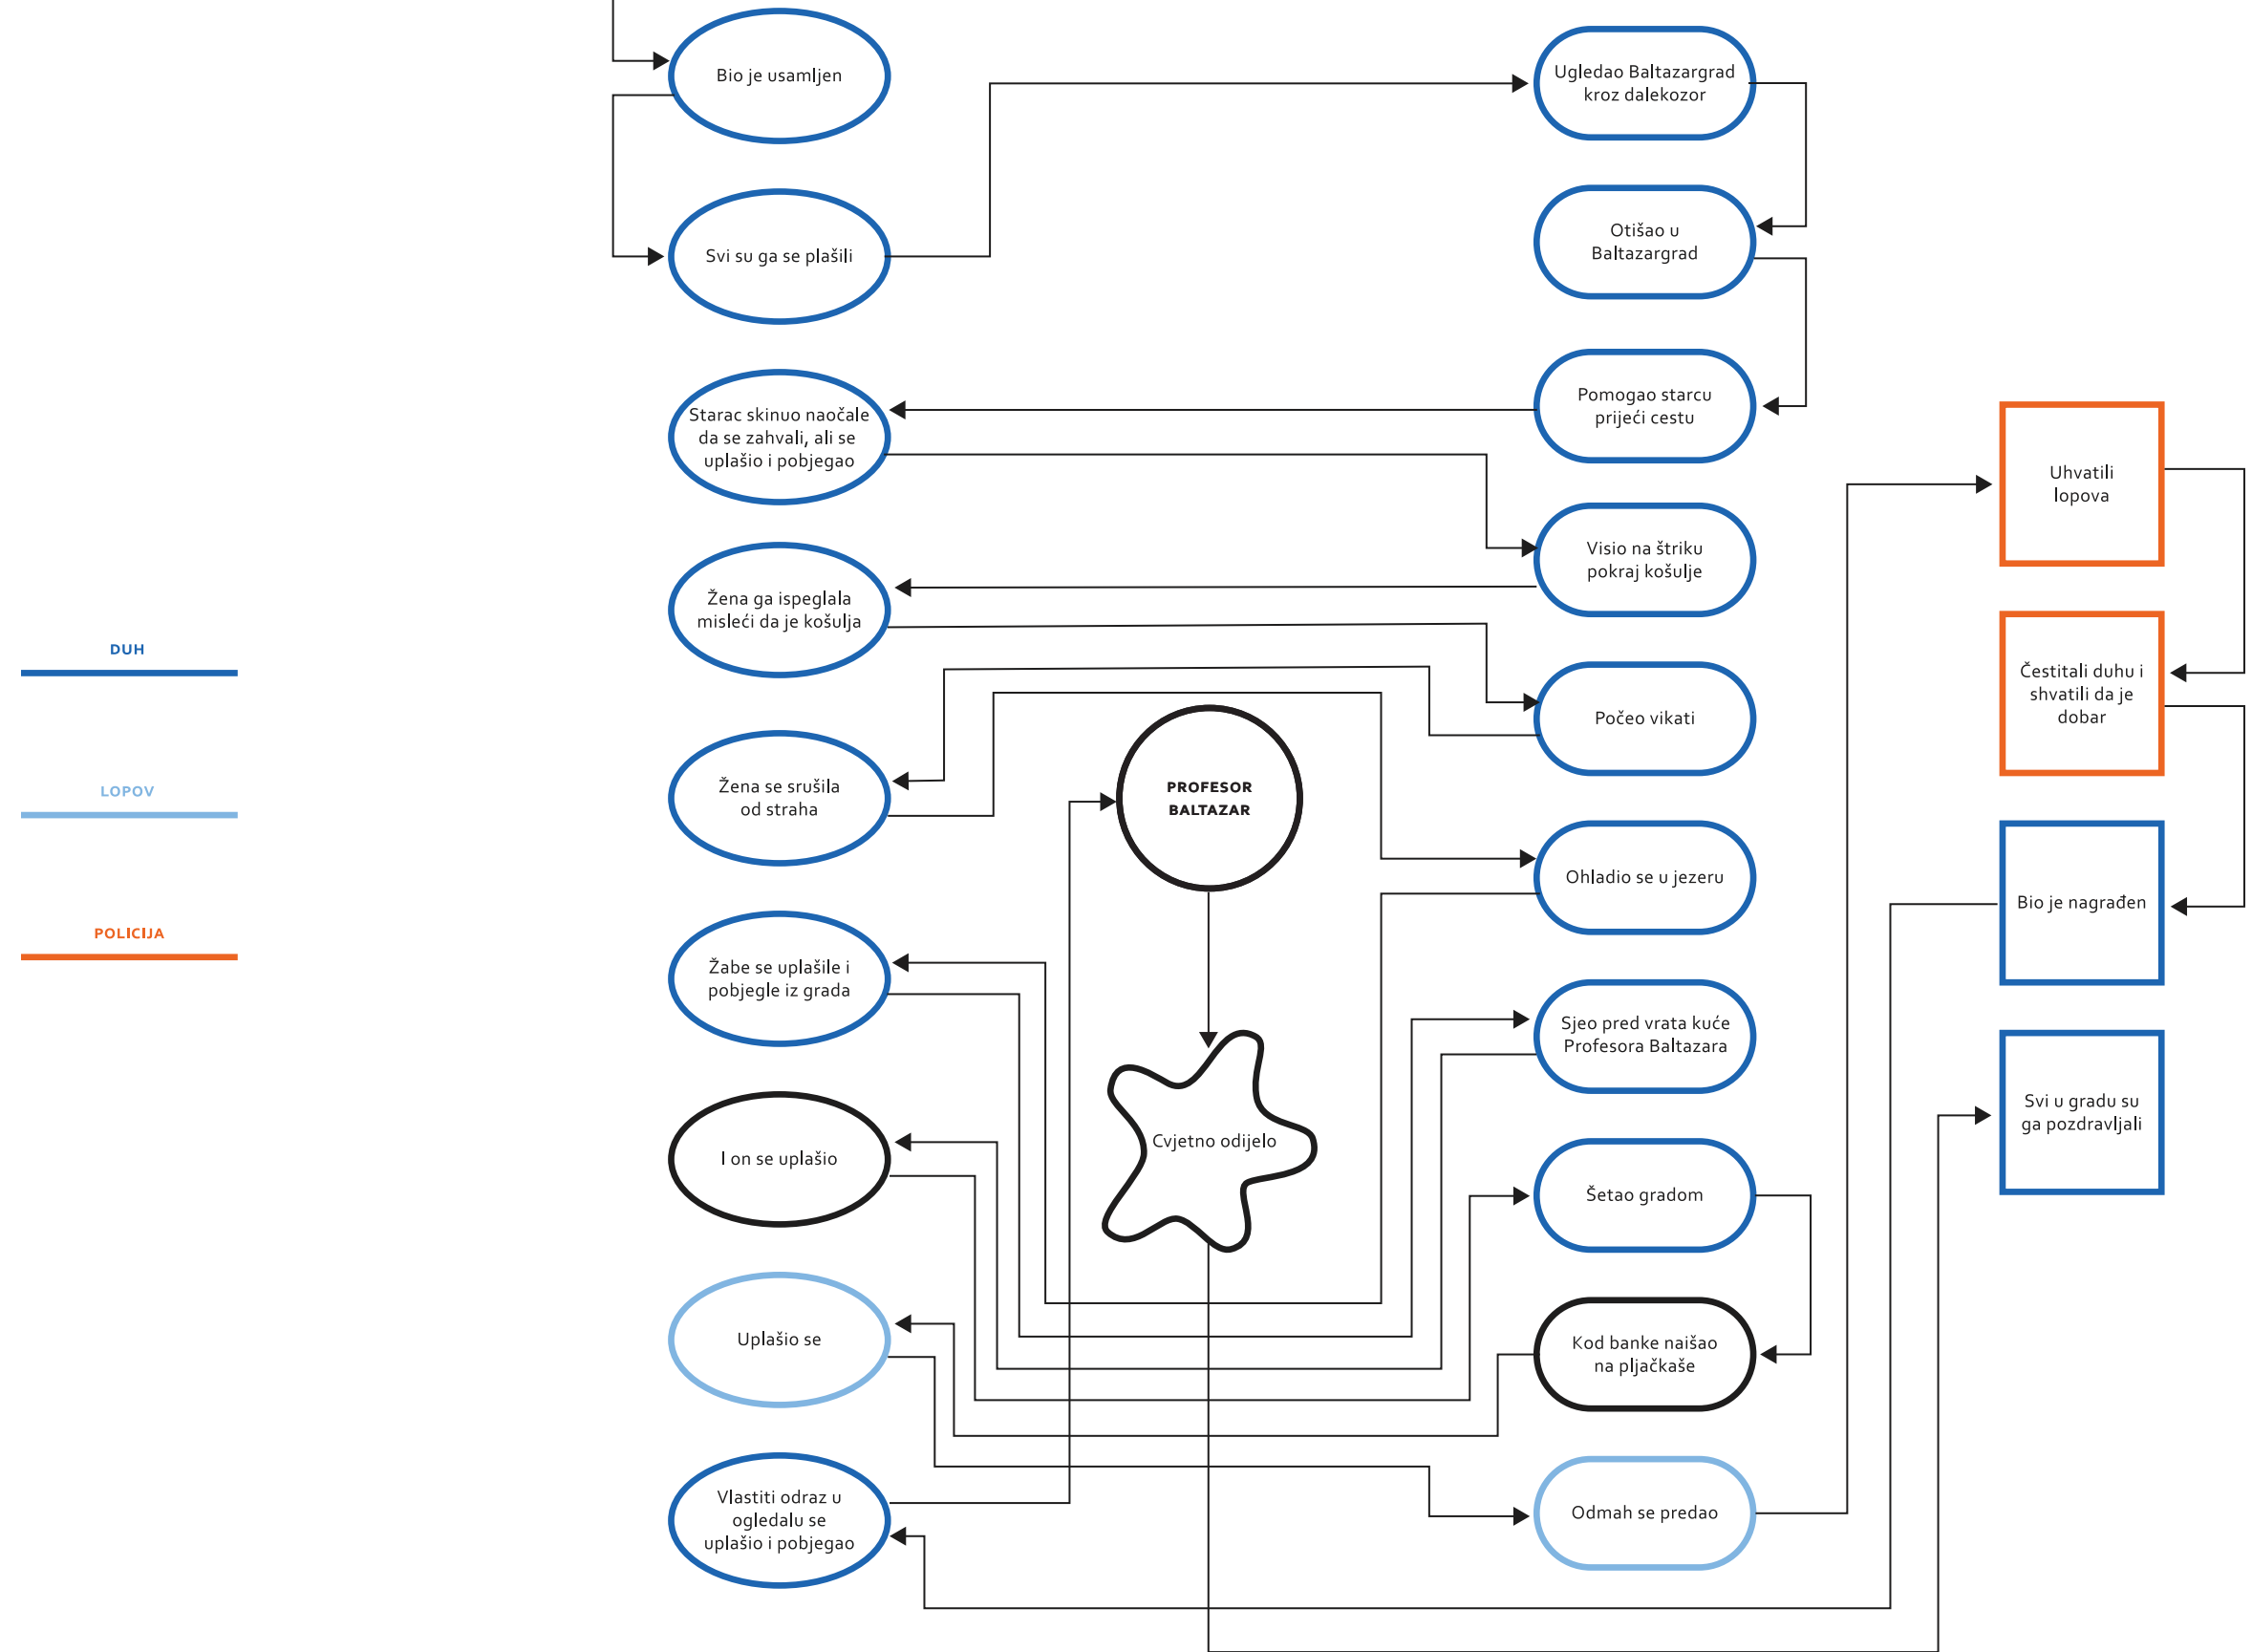 Bio je usamljen
Svi su ga se plašili
Starac skinuo naočale
da se zahvali, ali se
uplašio i pobjegao
Žena ga ispeglala
misleći da je košulja
Žena se srušila
od straha
Žabe se uplašile i
pobjegle iz grada
I on se uplašio
Uplašio se
Vlastiti odraz u
ogledalu se
uplašio i pobjegao
DUH
LOPOV
POLICIJA
PROFESOR
BALTAZAR
Cvjetno odijelo
Ugledao Baltazargrad
kroz dalekozor
Otišao u
Baltazargrad
Pomogao starcu
prijeći cestu
Visio na štriku
pokraj košulje
Počeo vikati
Ohladio se u jezeru
Sjeo pred vrata kuće
Profesora Baltazara
Šetao gradom
Kod banke naišao
na pljačkaše
Odmah se predao
Uhvatili
lopova
Čestitali duhu i
shvatili da je
dobar
Bio je nagrađen
Svi u gradu su
ga pozdravljali